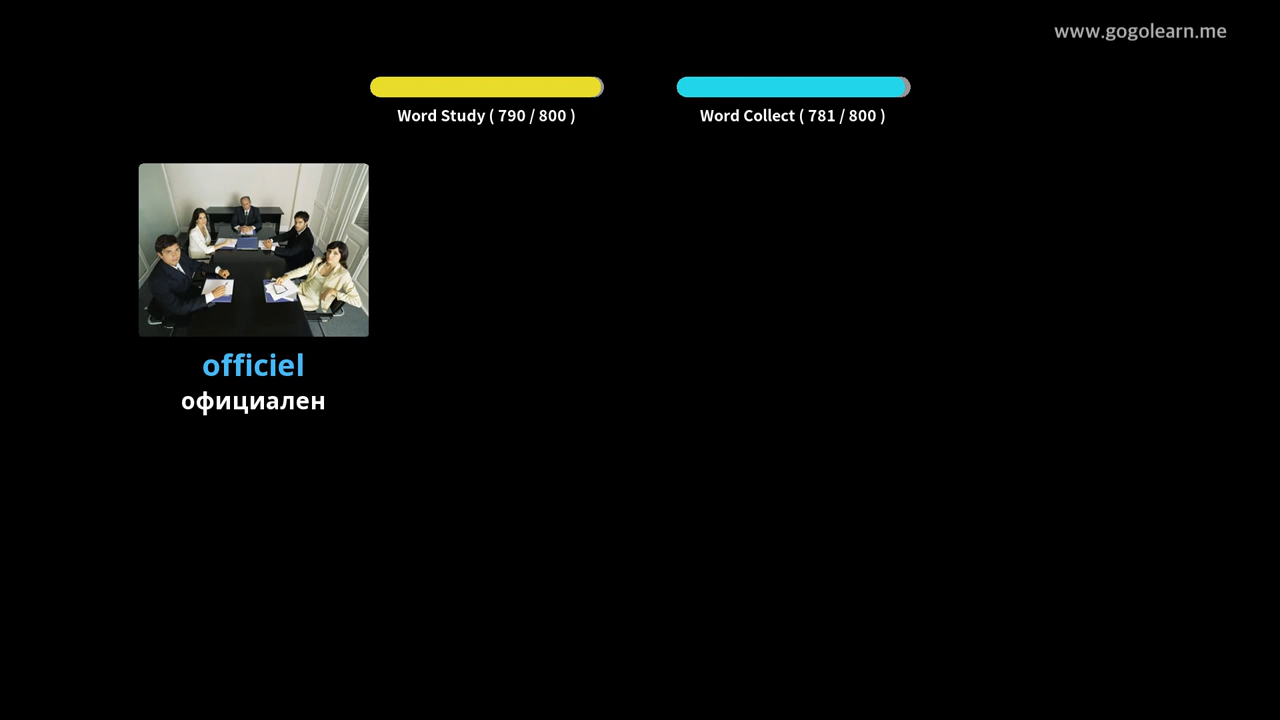 www.gogolearn.me
Word Study ( 790 / 800 )
Word Collect ( 781 / 800 )
officiel
официален